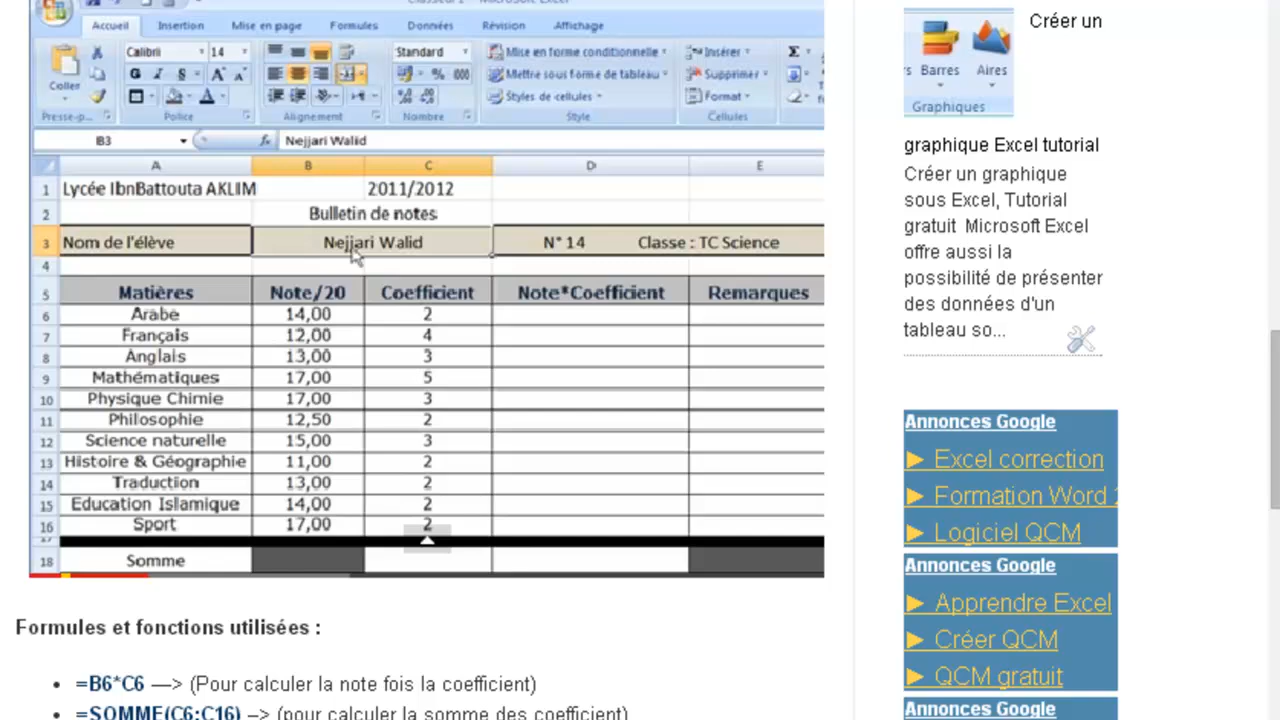 Accueil Insertion Mise en page Formules Données Révision Affichage
Calibri 14 Standard Mise en forme conditionnelle Insérer
G I S % 000 Mettre sous forme de tableau Supprimer
Coller Styles de cellules Format
Presse-p... Police Alignement Nombre Style Cellules
B3 fx Nejjari Walid
A B C D E
1 Lycée IbnBattouta AKLIM 2011/2012
2 Bulletin de notes
3 Nom de l'élève Nejjari Walid N° 14 Classe : TC Science
4
5 Matières Note/20 Coefficient Note*Coefficient Remarques
6 Arabe 14,00 2
7 Français 12,00 4
8 Anglais 13,00 3
9 Mathématiques 17,00 5
10 Physique Chimie 17,00 3
11 Philosophie 12,50 2
12 Science naturelle 15,00 3
13 Histoire & Géographie 11,00 2
14 Traduction 13,00 2
15 Education Islamique 14,00 2
16 Sport 17,00 2
17
18 Somme
Formules et fonctions utilisées :
• =B6*C6 —> (Pour calculer la note fois la coefficient)
• =SOMME(C6:C16) –> (pour calculer la somme des coefficient)
Créer un
Barres Aires
Graphiques
graphique Excel tutorial
Créer un graphique
sous Excel, Tutorial
gratuit Microsoft Excel
offre aussi la
possibilité de présenter
des données d'un
tableau so...
Annonces Google
► Excel correction
► Formation Word
► Logiciel QCM
Annonces Google
► Apprendre Excel
► Créer QCM
► QCM gratuit
Annonces Google